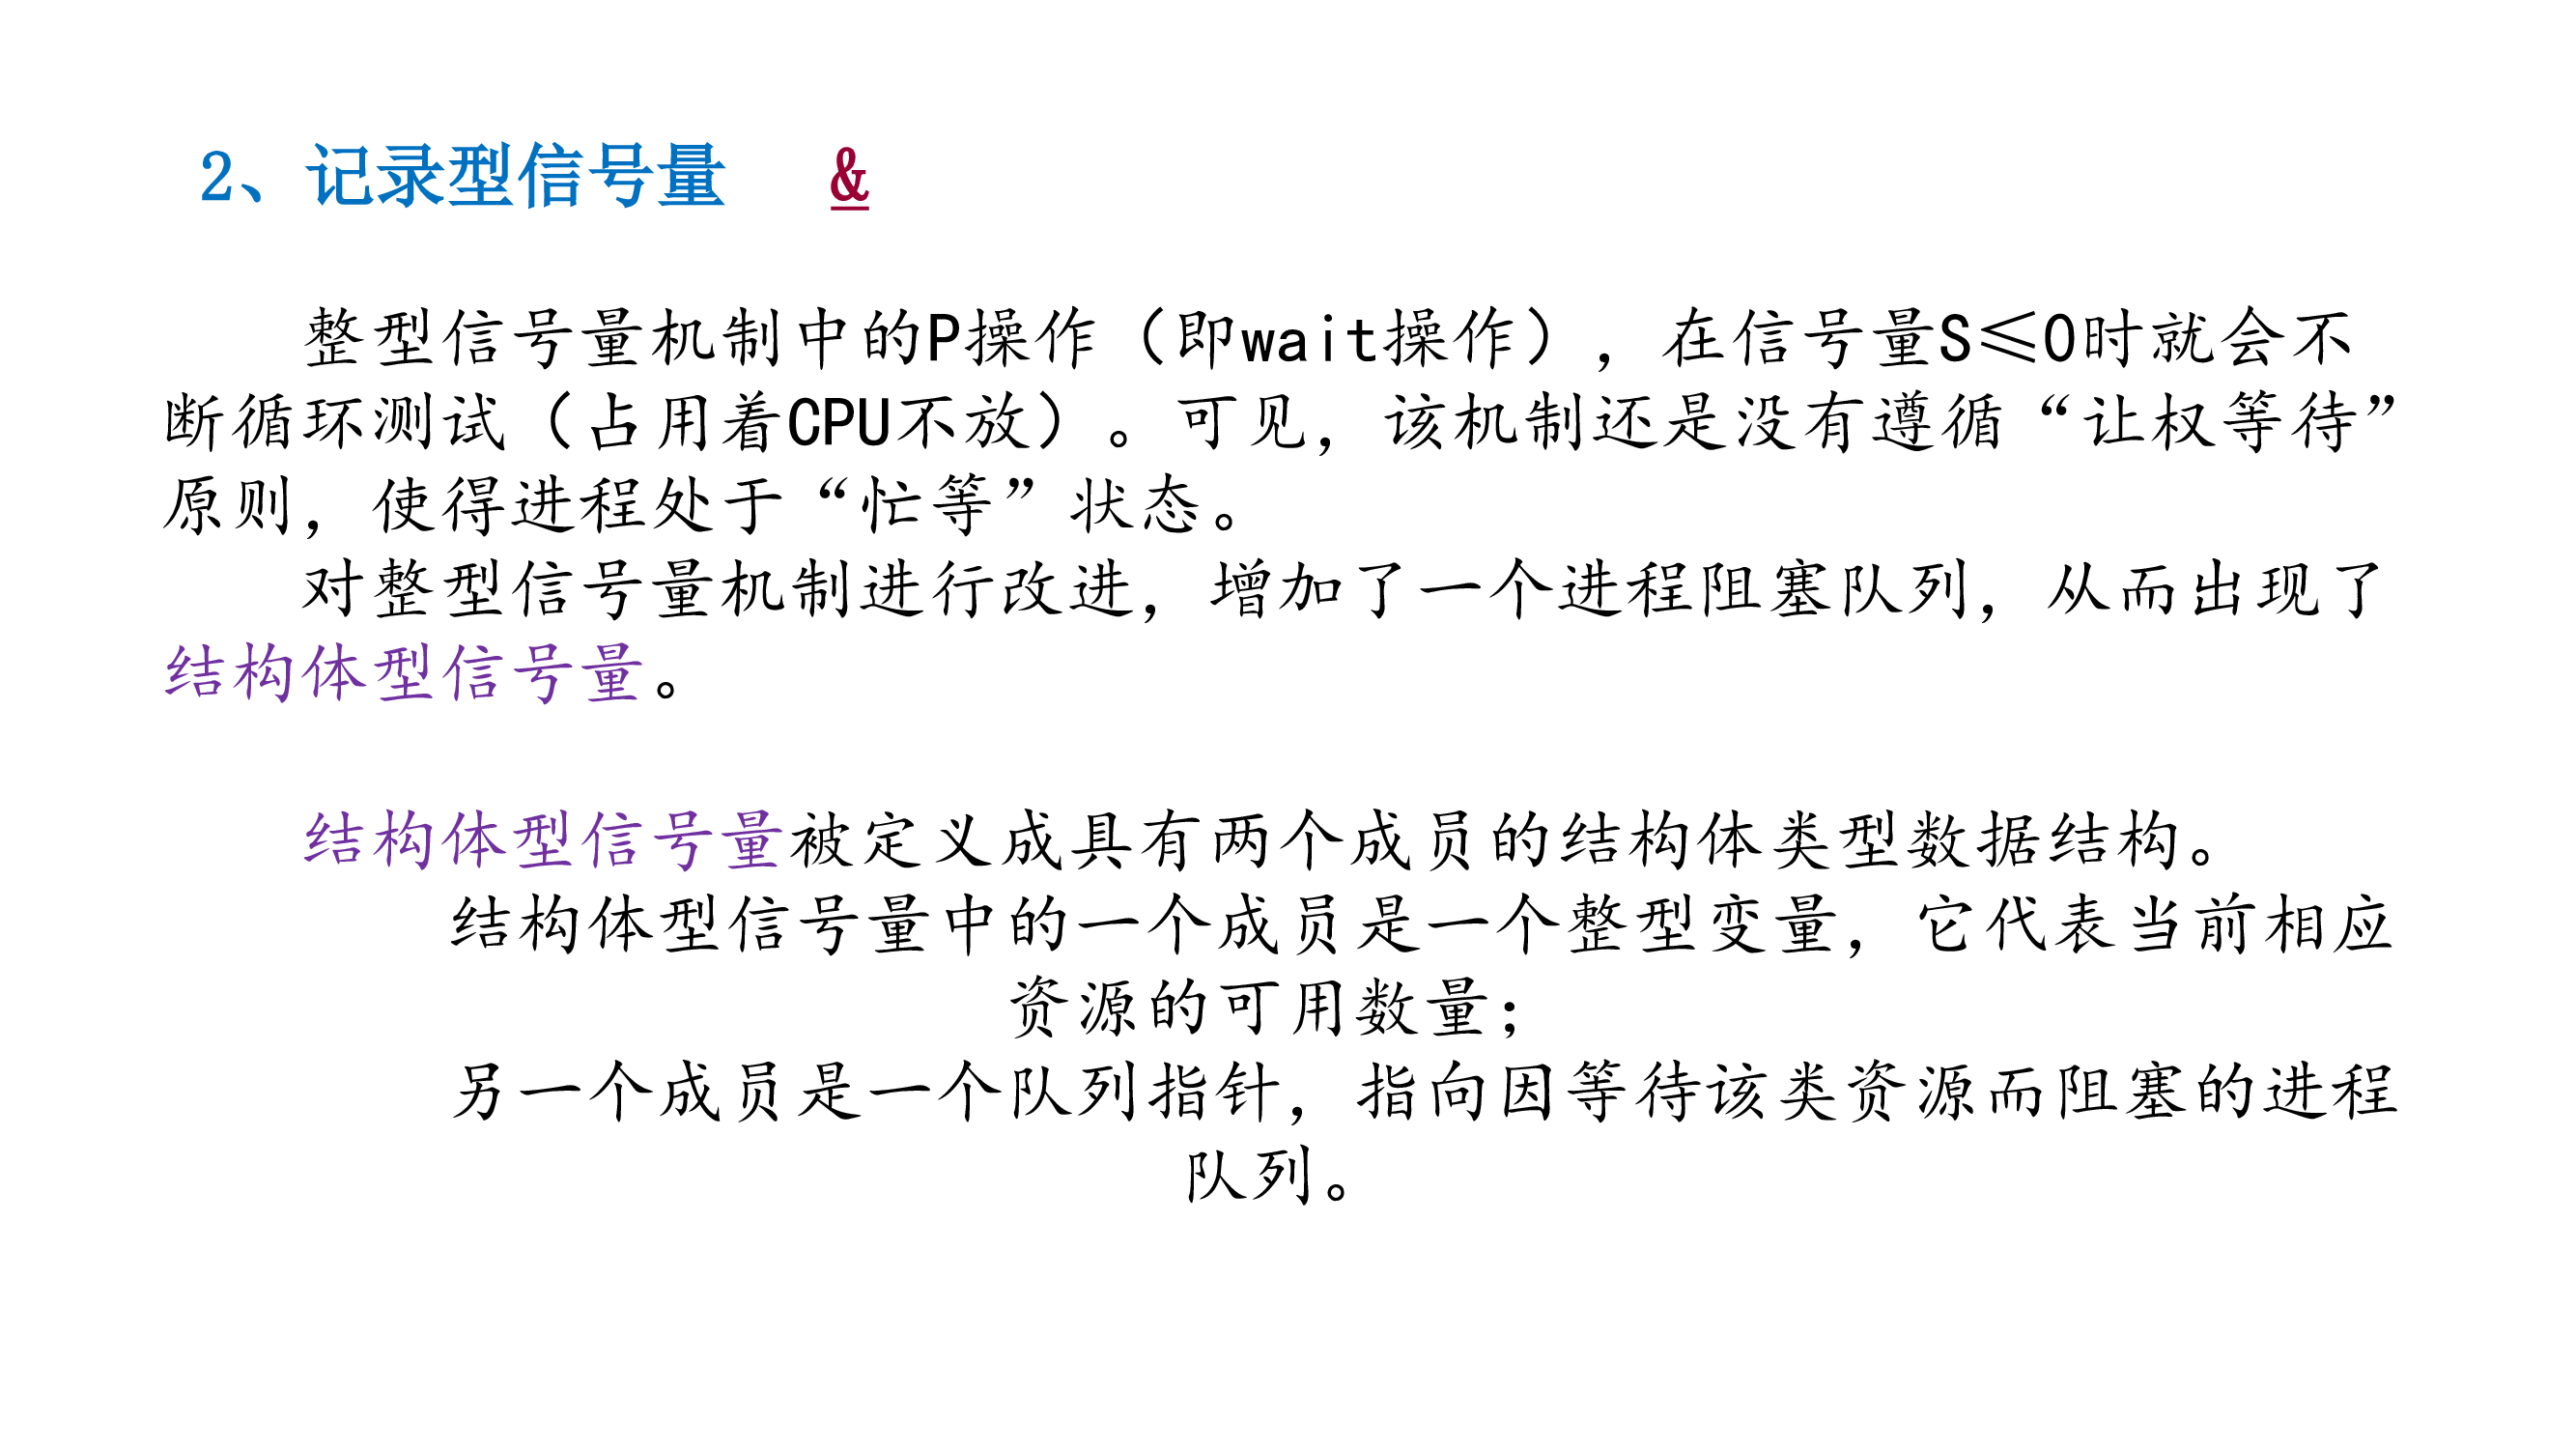 2、记录型信号量 &
整型信号量机制中的P操作（即wait操作），在信号量S≤0时就会不
断循环测试（占用着CPU不放）。可见，该机制还是没有遵循“让权等待”
原则，使得进程处于“忙等”状态。
对整型信号量机制进行改进，增加了一个进程阻塞队列，从而出现了
结构体型信号量。
结构体型信号量被定义成具有两个成员的结构体类型数据结构。
结构体型信号量中的一个成员是一个整型变量，它代表当前相应
资源的可用数量；
另一个成员是一个队列指针，指向因等待该类资源而阻塞的进程
队列。